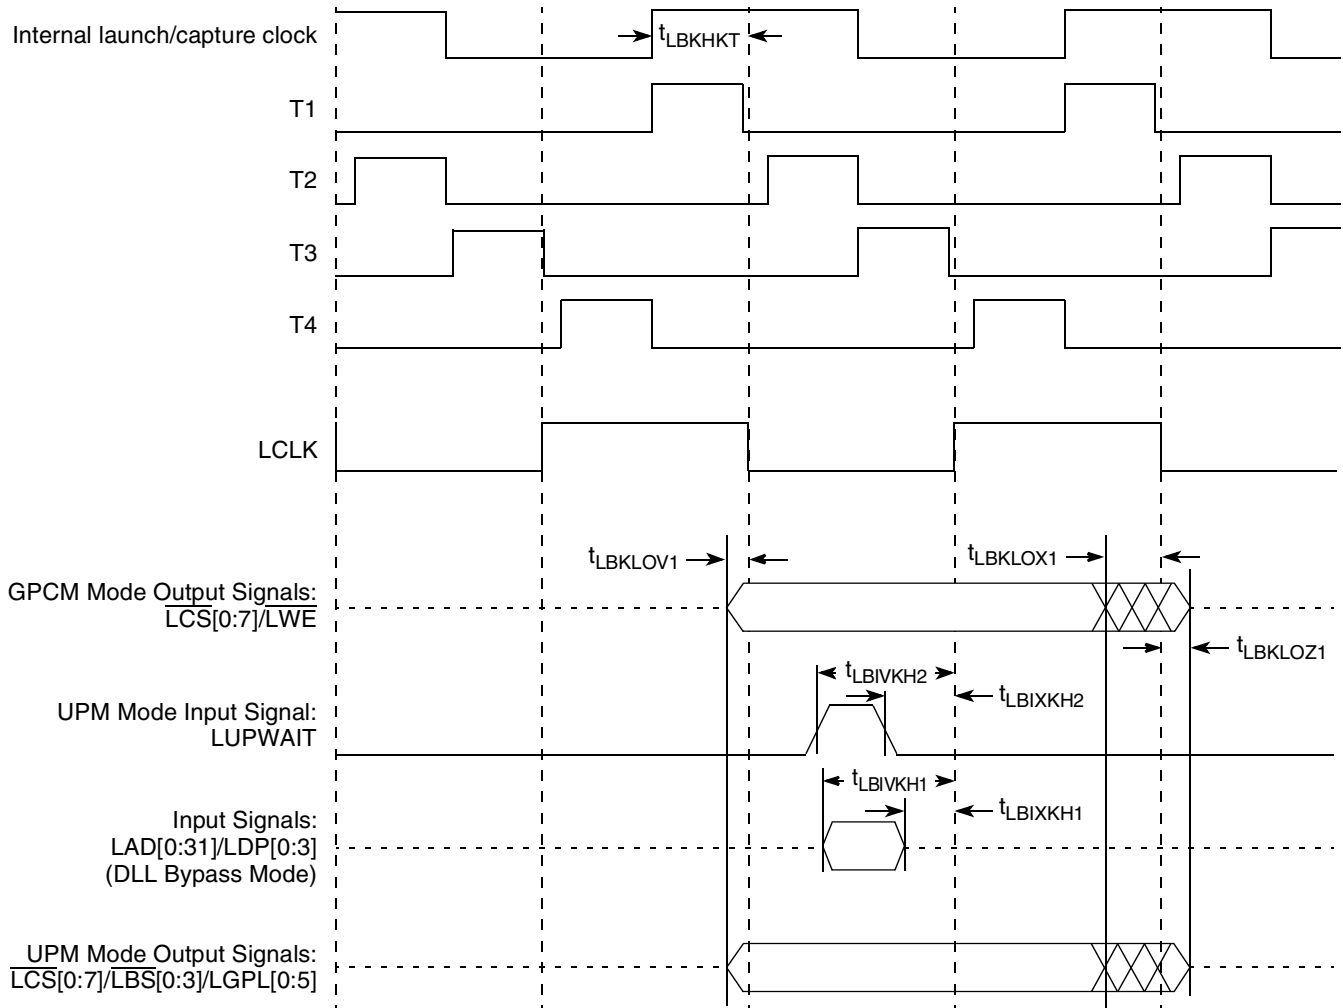 Internal launch/capture clock
tLBKHKT
T1
T2
T3
T4
LCLK
tLBKLOV1
tLBKLOX1
GPCM Mode Output Signals:
LCS[0:7]/LWE
tLBKLOZ1
tLBIVKH2
tLBIXKH2
UPM Mode Input Signal:
LUPWAIT
tLBIVKH1
tLBIXKH1
Input Signals:
LAD[0:31]/LDP[0:3]
(DLL Bypass Mode)
UPM Mode Output Signals:
LCS[0:7]/LBS[0:3]/LGPL[0:5]